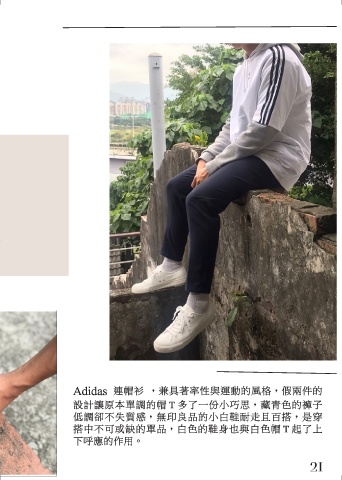 Adidas 連帽衫 ，兼具著率性與運動的風格，假兩件的
設計讓原本單調的帽 T 多了一份小巧思，藏青色的褲子
低調卻不失質感，無印良品的小白鞋耐走且百搭，是穿
搭中不可或缺的單品，白色的鞋身也與白色帽 T 起了上
下呼應的作用。
21